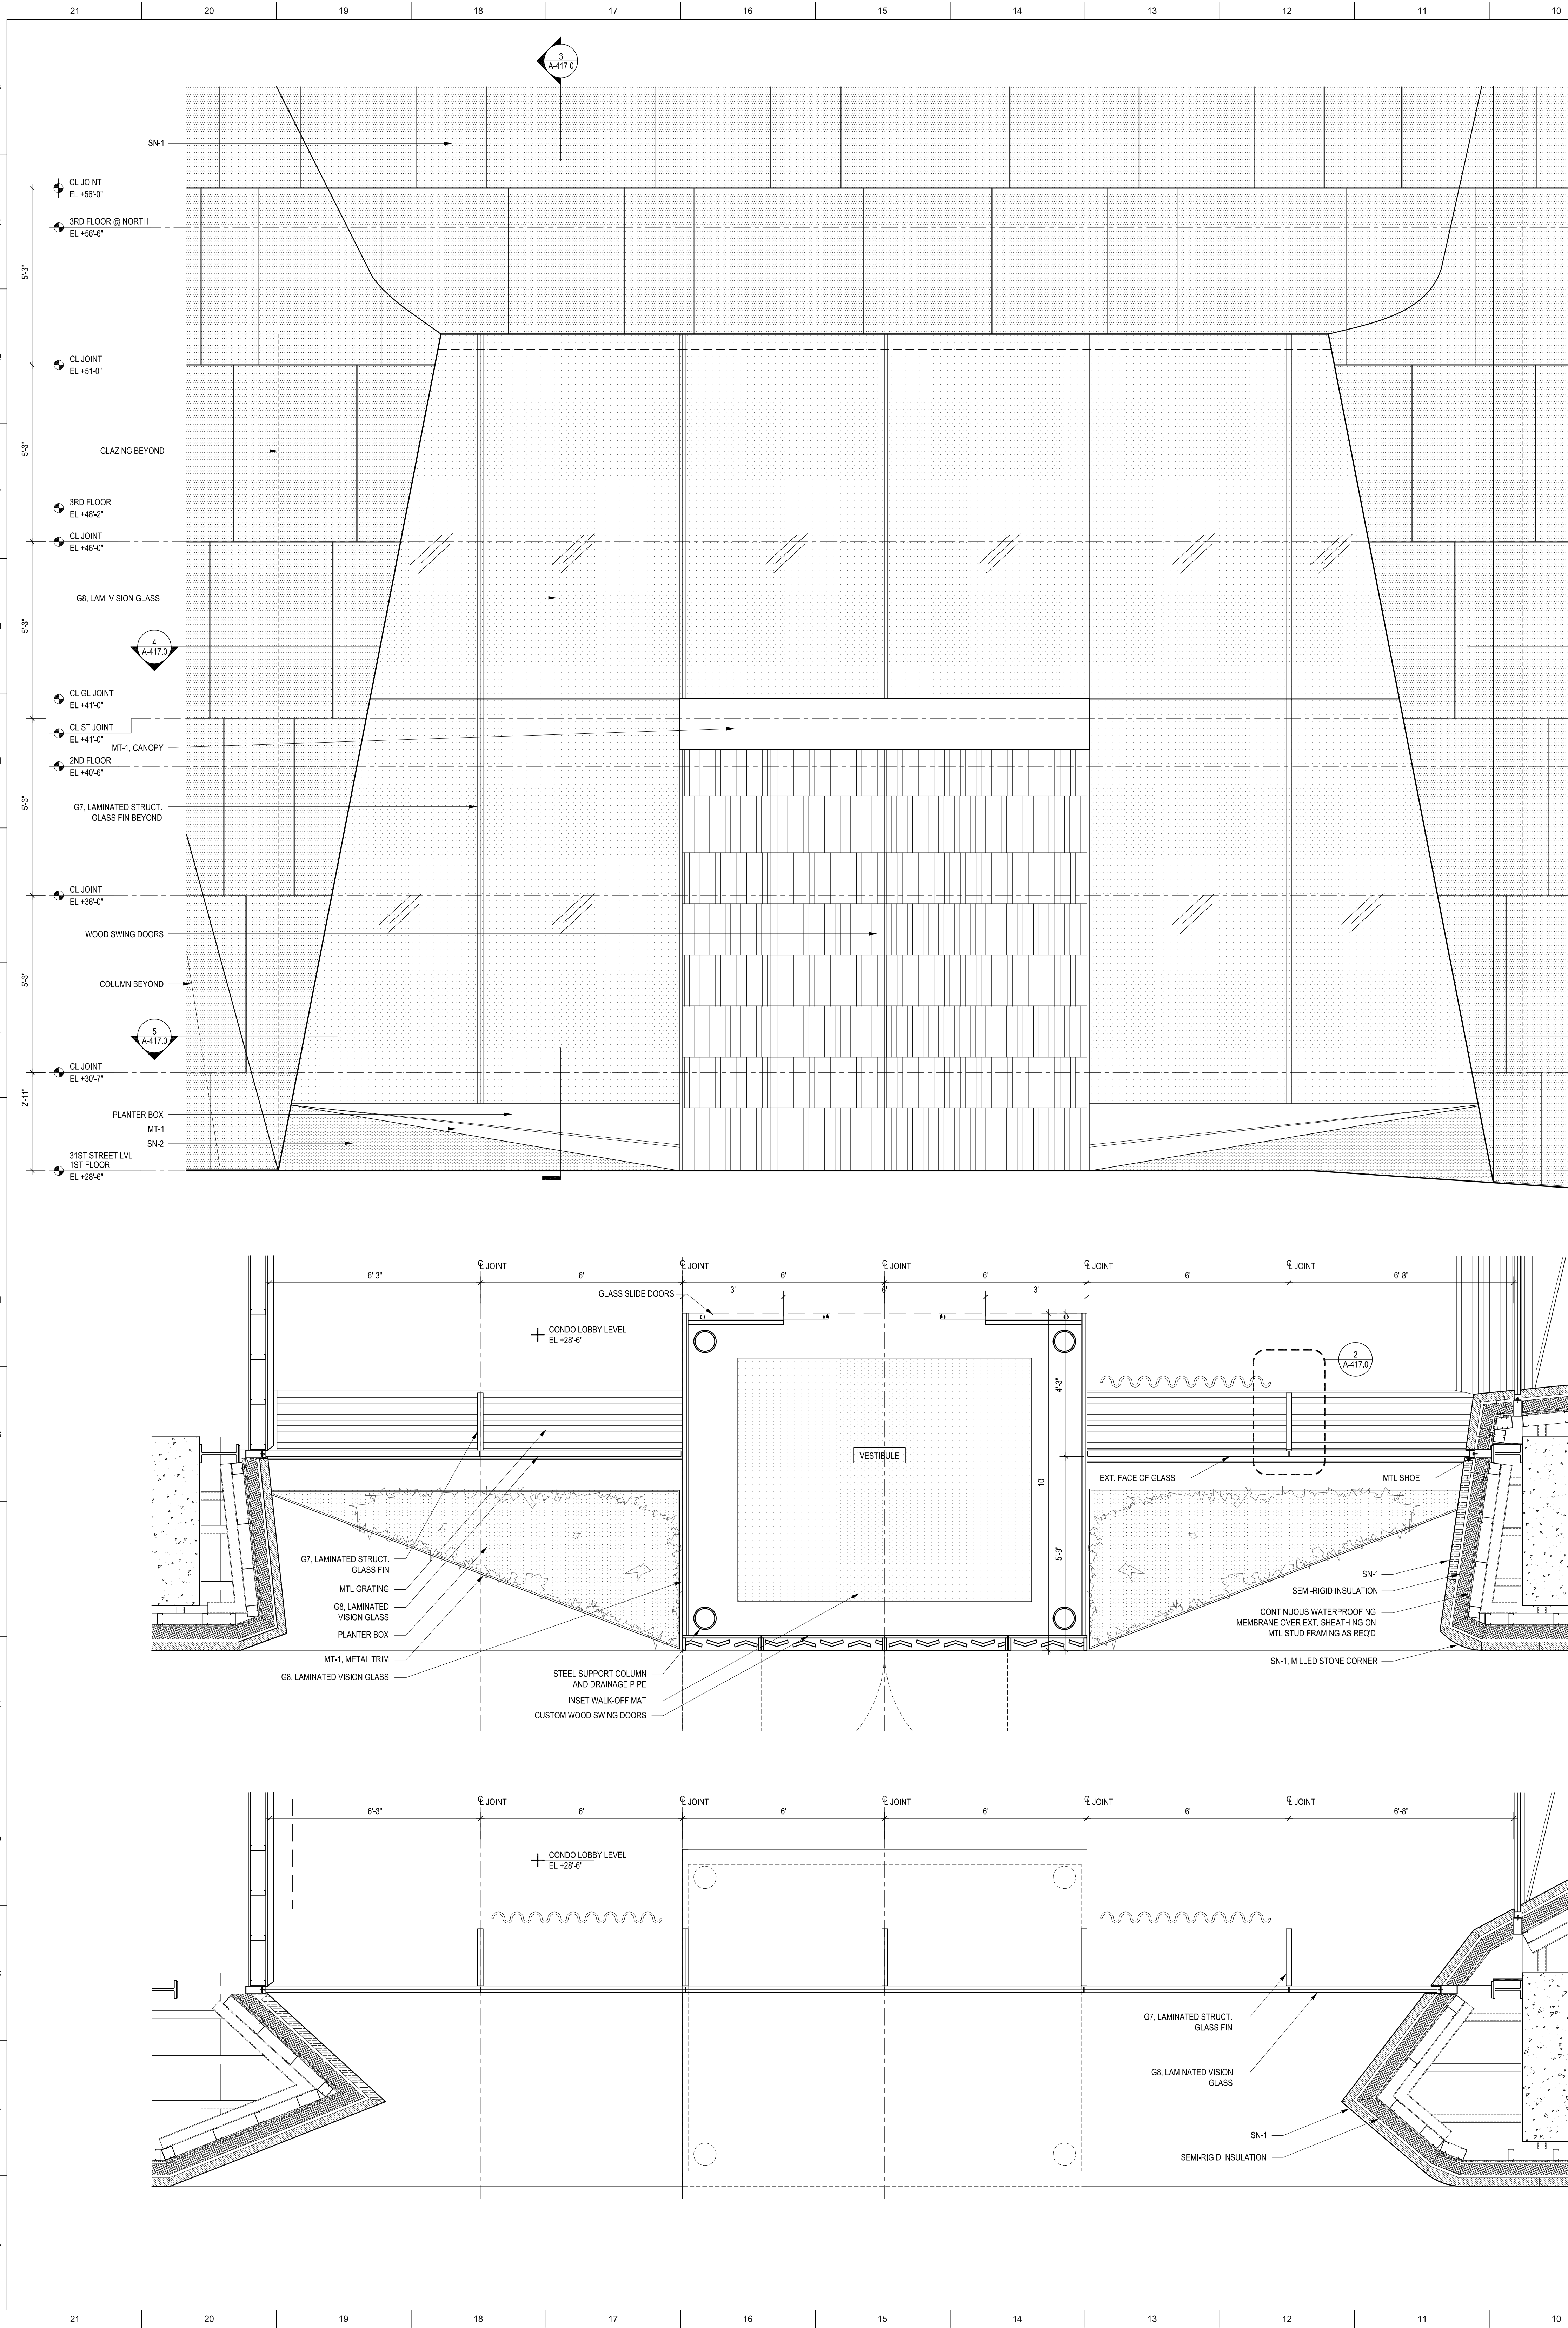 21 20 19 18 17 16 15 14 13 12 11 10
3
A-417.0
SN-1
CL JOINT
EL +56'-0"
3RD FLOOR @ NORTH
EL +56'-6"
5'-3"
CL JOINT
EL +51-0"
GLAZING BEYOND
5'-3"
3RD FLOOR
EL +48'-2"
CL JOINT
EL +46'-0"
G8, LAM. VISION GLASS
5'-3"
4
A-417.0
CL GL JOINT
EL +41'-0"
CL ST JOINT
EL +41'-0"
MT-1, CANOPY
2ND FLOOR
EL +40'-6"
5'-3"
G7, LAMINATED STRUCT.
GLASS FIN BEYOND
CL JOINT
EL +36'-0"
WOOD SWING DOORS
5'-3"
COLUMN BEYOND
5
A-417.0
CL JOINT
EL +30'-7"
2'-11"
PLANTER BOX
MT-1
SN-2
31ST STREET LVL
1ST FLOOR
EL +28'-6"
℄ JOINT ℄ JOINT ℄ JOINT ℄ JOINT ℄ JOINT
6'-3" 6' 6' 6' 6' 6'-8"
3' 6' 3'
GLASS SLIDE DOORS
CONDO LOBBY LEVEL
EL +28'-6"
2
A-417.0
4'-3"
VESTIBULE
EXT. FACE OF GLASS
MTL SHOE
10'
5'-9"
G7, LAMINATED STRUCT.
GLASS FIN
MTL GRATING
G8, LAMINATED
VISION GLASS
PLANTER BOX
MT-1, METAL TRIM
G8, LAMINATED VISION GLASS
STEEL SUPPORT COLUMN
AND DRAINAGE PIPE
INSET WALK-OFF MAT
CUSTOM WOOD SWING DOORS
SN-1
SEMI-RIGID INSULATION
CONTINUOUS WATERPROOFING
MEMBRANE OVER EXT. SHEATHING ON
MTL STUD FRAMING AS REQ'D
SN-1, MILLED STONE CORNER
℄ JOINT ℄ JOINT ℄ JOINT ℄ JOINT ℄ JOINT
6'-3" 6' 6' 6' 6' 6'-8"
CONDO LOBBY LEVEL
EL +28'-6"
G7, LAMINATED STRUCT.
GLASS FIN
G8, LAMINATED VISION
GLASS
SN-1
SEMI-RIGID INSULATION
21 20 19 18 17 16 15 14 13 12 11 10